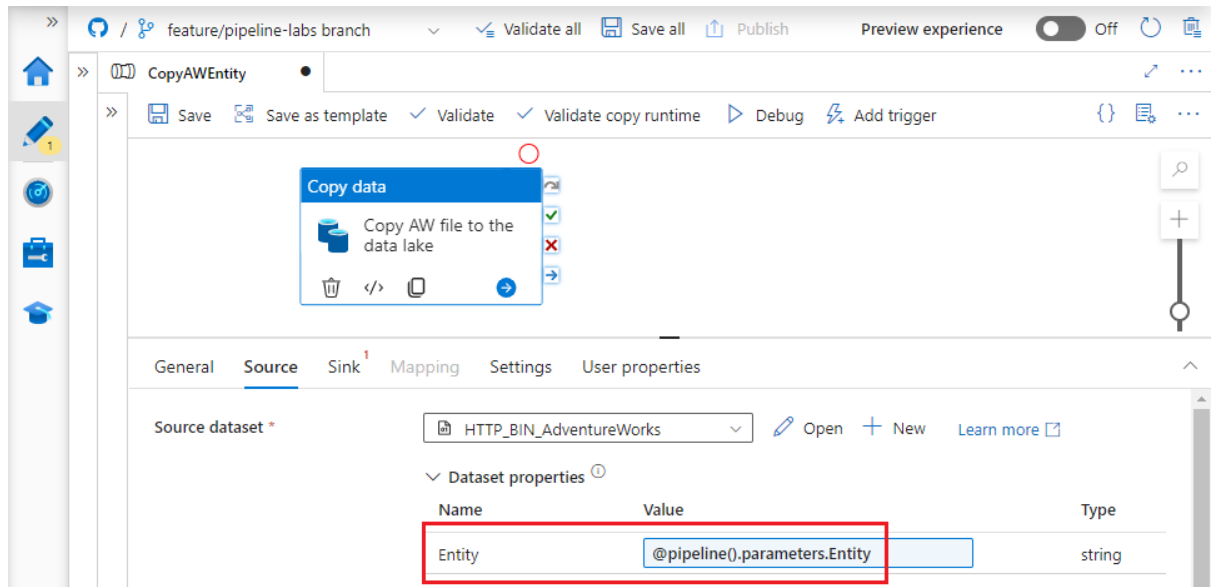 » / feature/pipeline-labs branch Validate all Save all Publish Preview experience Off
» CopyAWEntity ● ...
» Save Save as template Validate Validate copy runtime Debug Add trigger {} ...
1
Copy data
Copy AW file to the
data lake
General Source Sink 1 Mapping Settings User properties
Source dataset * HTTP_BIN_AdventureWorks Open New Learn more
Dataset properties
Name Value Type
Entity @pipeline().parameters.Entity string